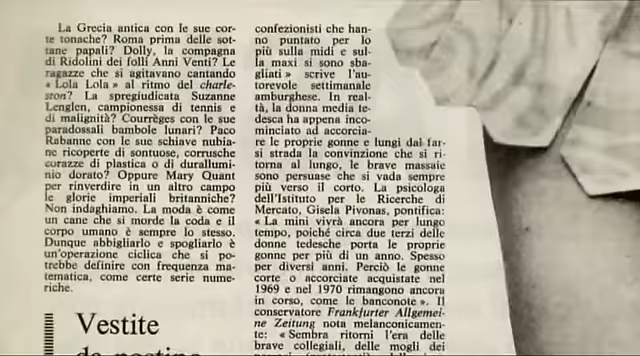 La Grecia antica con le sue cor-
te tonache? Roma prima delle sot-
tane papali? Dolly, la compagna
di Ridolini dei folli Anni Venti? Le
ragazze che si agitavano cantando
« Lola Lola » al ritmo del charle-
ston? La spregiudicata Suzanne
Lenglen, campionessa di tennis e
di malignità? Courrèges con le sue
paradossali bambole lunari? Paco
Rabanne con le sue schiave nubia-
ne ricoperte di sontuose, corrusche
corazze di plastica o di durallumi-
nio dorato? Oppure Mary Quant
per rinverdire in un altro campo
le glorie imperiali britanniche?
Non indaghiamo. La moda è come
un cane che si morde la coda e il
corpo umano è sempre lo stesso.
Dunque abbigliarlo e spogliarlo è
un'operazione ciclica che si po-
trebbe definire con frequenza ma-
tematica, come certe serie nume-
riche.
Vestite
da postino
confezionisti che han-
no puntato per lo
più sulla midi e sul-
la maxi si sono sba-
gliati » scrive l'au-
torevole settimanale
amburghese. In real-
tà, la donna media te-
desca ha appena inco-
minciato ad accorcia-
re le proprie gonne e lungi dal far-
si strada la convinzione che si ri-
torna al lungo, le brave massaie
sono persuase che si vada sempre
più verso il corto. La psicologa
dell'Istituto per le Ricerche di
Mercato, Gisela Pivonas, pontifica:
« La mini vivrà ancora per lungo
tempo, poiché circa due terzi delle
donne tedesche porta le proprie
gonne per più di un anno. Spesso
per diversi anni. Perciò le gonne
corte o accorciate acquistate nel
1969 e nel 1970 rimangono ancora
in corso, come le banconote ». Il
conservatore Frankfurter Allgemei-
ne Zeitung nota melanconicamen-
te: « Sembra ritorni l'era delle
brave collegiali, delle mogli dei